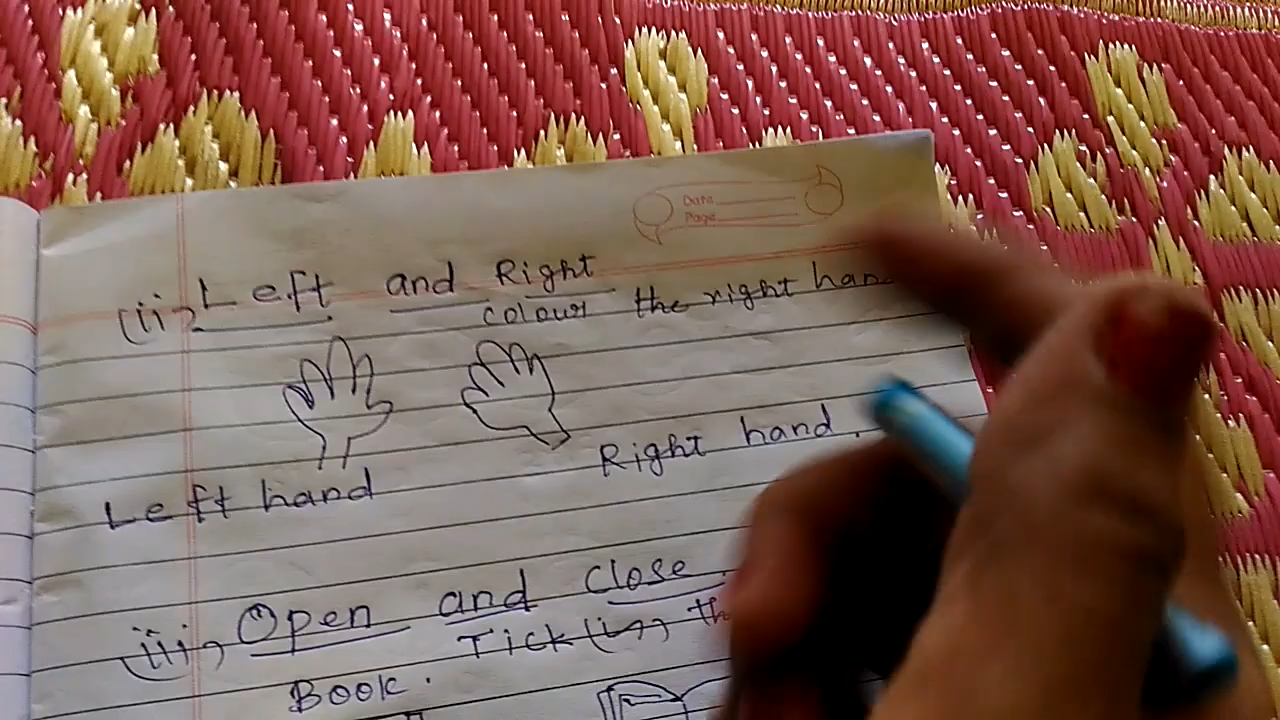 Date
Page
(ii) Left and Right
colour the right hand
Left hand
Right hand.
(iii) Open and Close.
Tick (✓) the
Book.